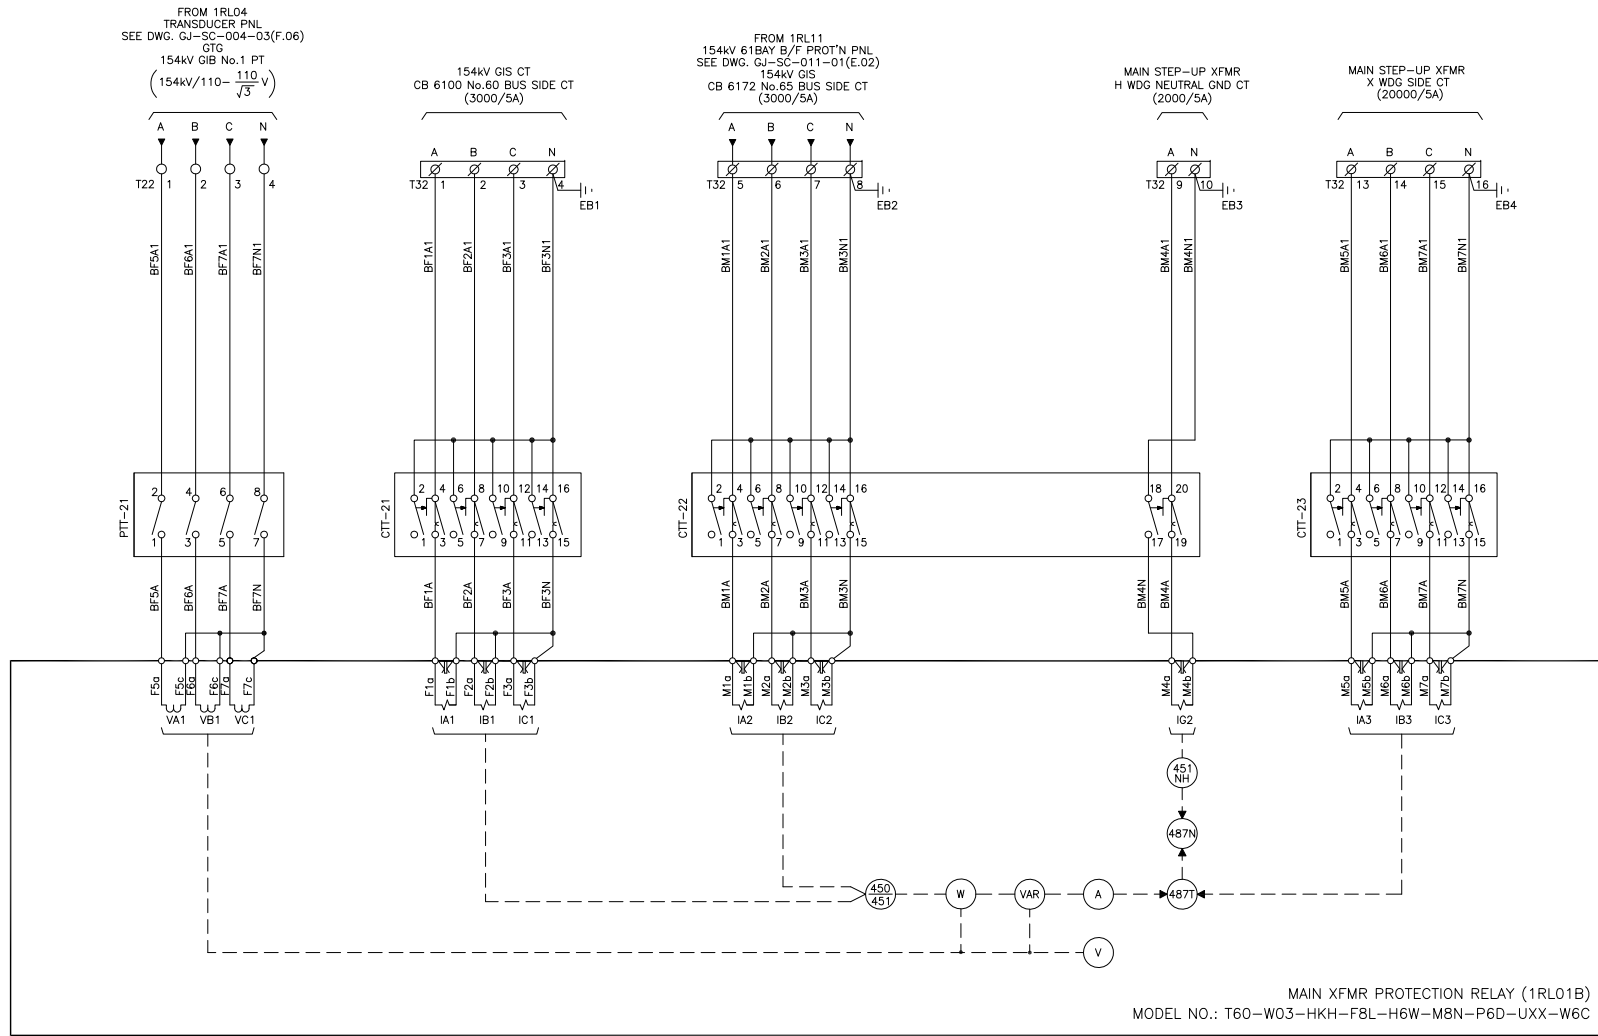 FROM 1RL04
TRANSDUCER PNL
SEE DWG. GJ-SC-004-03(F.06)
GTG
154kV GIB No.1 PT
(154kV/110- 110/√3 V)
154kV GIS CT
CB 6100 No.60 BUS SIDE CT
(3000/5A)
FROM 1RL11
154kV 61BAY B/F PROT'N PNL
SEE DWG. GJ-SC-011-01(E.02)
154kV GIS
CB 6172 No.65 BUS SIDE CT
(3000/5A)
MAIN STEP-UP XFMR
H WDG NEUTRAL GND CT
(2000/5A)
MAIN STEP-UP XFMR
X WDG SIDE CT
(20000/5A)
A B C N
A B C N
A B C N
A B C N
A N
A B C N
T22 1 2 3 4
T32 1 2 3 4
EB1
T32 5 6 7 8
EB2
T32 9 10
EB3
T32 13 14 15 16
EB4
BF5A1 BF6A1 BF7A1 BF7N1
BF1A1 BF2A1 BF3A1 BF3N1
BM1A1 BM2A1 BM3A1 BM3N1
BM4A1 BM4N1
BM5A1 BM6A1 BM7A1 BM7N1
PTT-21
2 4 6 8
1 3 5 7
CTT-21
2 4 6 8 10 12 14 16
c c c c
1 3 5 7 9 11 13 15
CTT-22
2 4 6 8 10 12 14 16 18 20
c c c c c
1 3 5 7 9 11 13 15 17 19
CTT-23
2 4 6 8 10 12 14 16
c c c c
1 3 5 7 9 11 13 15
BF5A BF6A BF7A BF7N
BF1A BF2A BF3A BF3N
BM1A BM2A BM3A BM3N
BM4N BM4A
BM5A BM6A BM7A BM7N
F5a F5c F6a F6c F7a F7c
F1a F1b F2a F2b F3a F3b
M1a M1b M2a M2b M3a M3b
M4a M4b
M5a M5b M6a M6b M7a M7b
VA1 VB1 VC1
IA1 IB1 IC1
IA2 IB2 IC2
IG2
IA3 IB3 IC3
451
NH
487N
450
451
W
VAR
A
487T
V
MAIN XFMR PROTECTION RELAY (1RL01B)
MODEL NO.: T60-W03-HKH-F8L-H6W-M8N-P6D-UXX-W6C